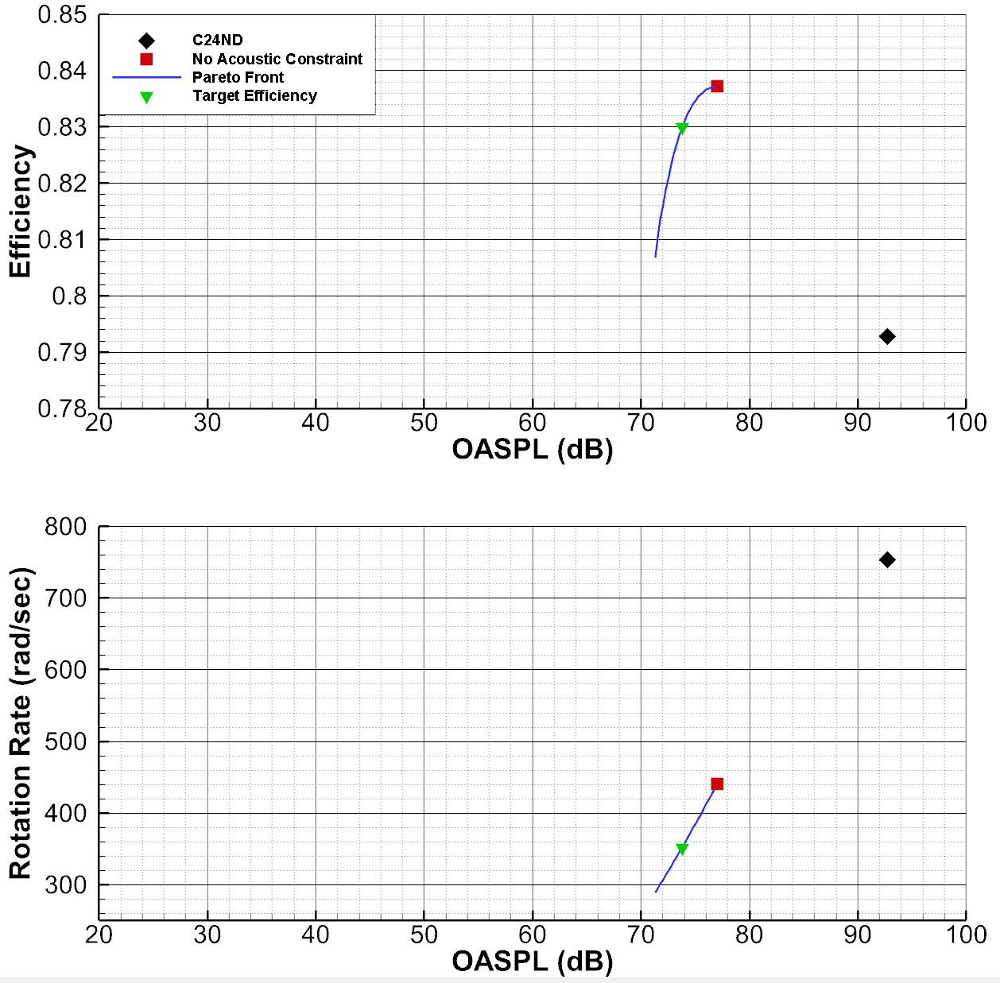 0.85
C24ND
No Acoustic Constraint
Pareto Front
Target Efficiency
0.84
0.83
0.82
0.81
0.8
0.79
0.78
Efficiency
20 30 40 50 60 70 80 90 100
OASPL (dB)
800
700
600
500
400
300
Rotation Rate (rad/sec)
20 30 40 50 60 70 80 90 100
OASPL (dB)